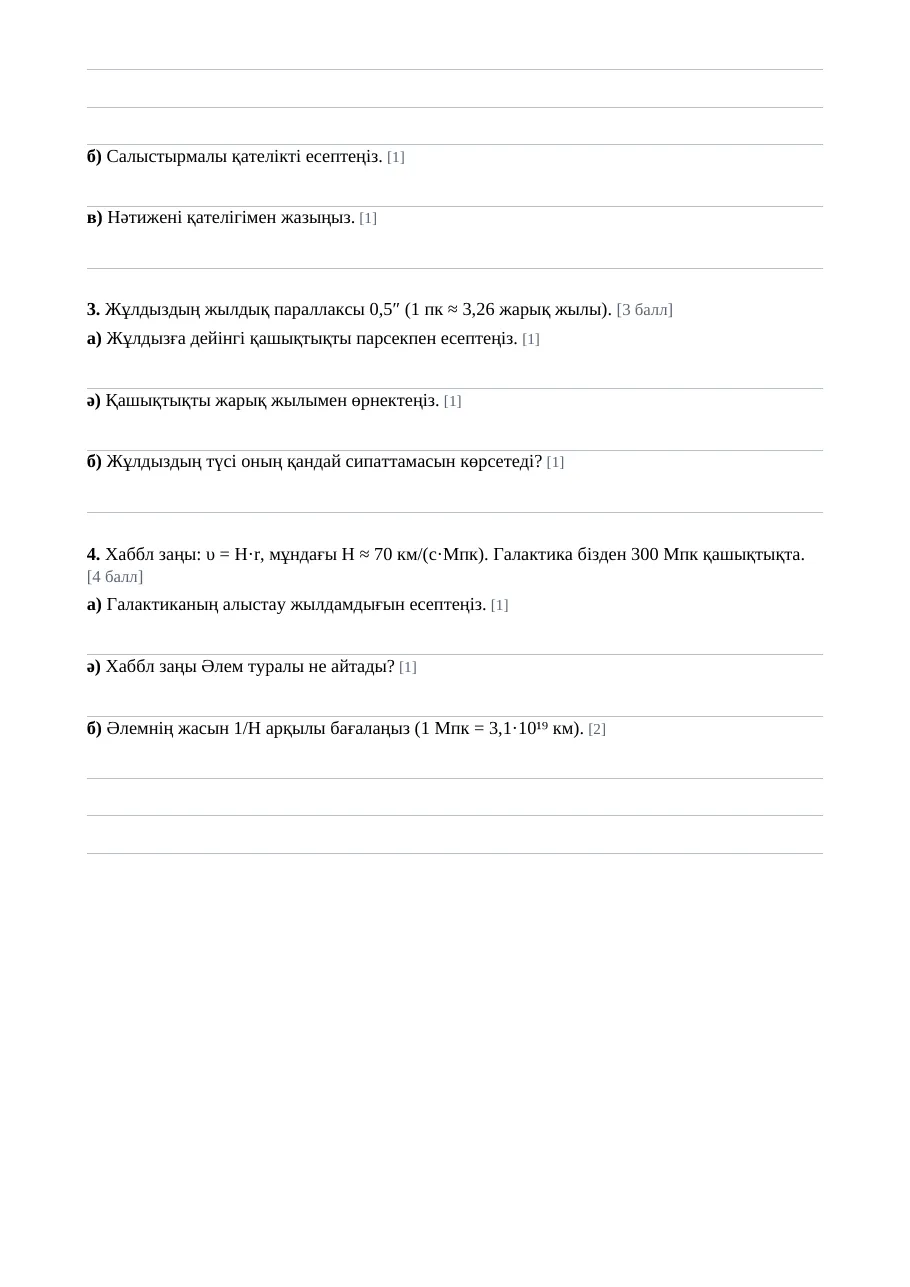 б) Салыстырмалы қателікті есептеңіз. [1]
в) Нәтижені қателігімен жазыңыз. [1]
3. Жұлдыздың жылдық параллаксы 0,5″ (1 пк ≈ 3,26 жарық жылы). [3 балл]
а) Жұлдызға дейінгі қашықтықты парсекпен есептеңіз. [1]
ә) Қашықтықты жарық жылымен өрнектеңіз. [1]
б) Жұлдыздың түсі оның қандай сипаттамасын көрсетеді? [1]
4. Хаббл заңы: υ = H·r, мұндағы H ≈ 70 км/(с·Мпк). Галактика бізден 300 Мпк қашықтықта.
[4 балл]
а) Галактиканың алыстау жылдамдығын есептеңіз. [1]
ә) Хаббл заңы Әлем туралы не айтады? [1]
б) Әлемнің жасын 1/H арқылы бағалаңыз (1 Мпк = 3,1·10¹⁹ км). [2]